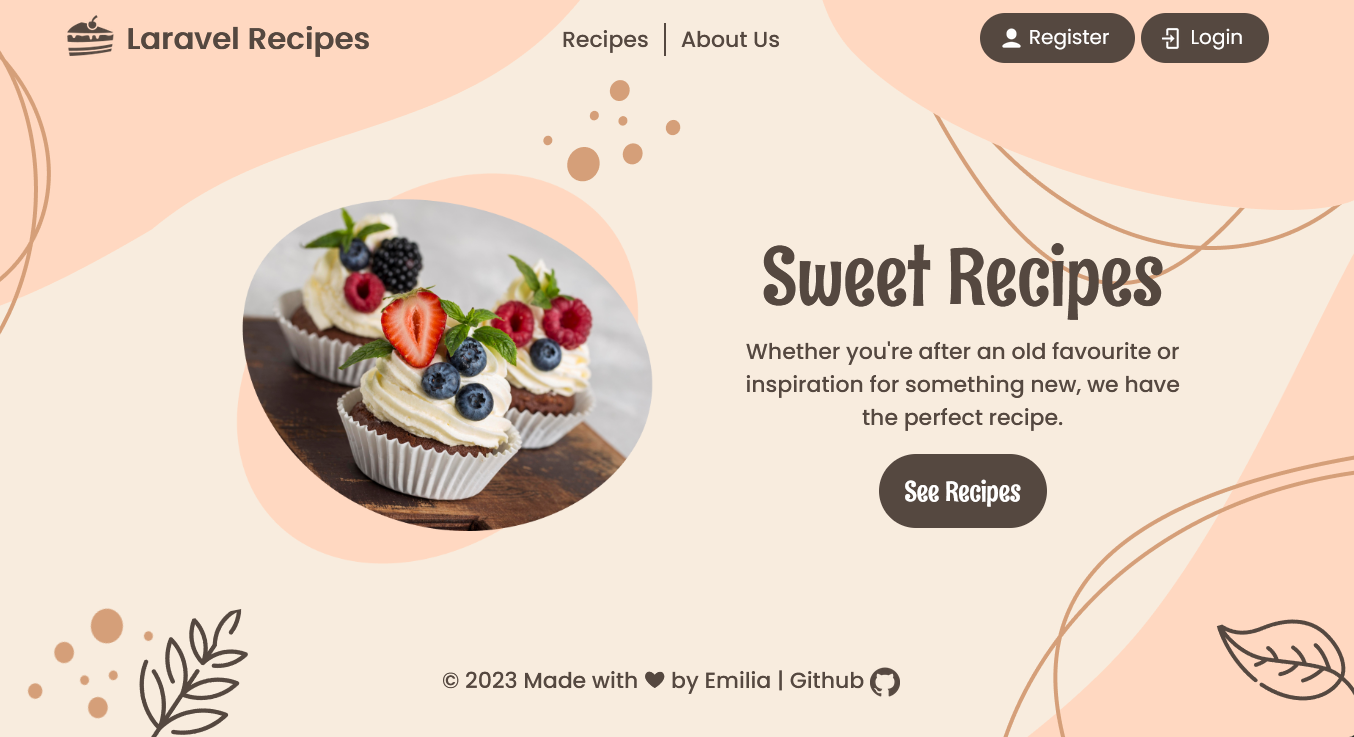 Laravel Recipes
Recipes | About Us
Register
Login
Sweet Recipes
Whether you're after an old favourite or
inspiration for something new, we have
the perfect recipe.
See Recipes
© 2023 Made with ♥ by Emilia | Github